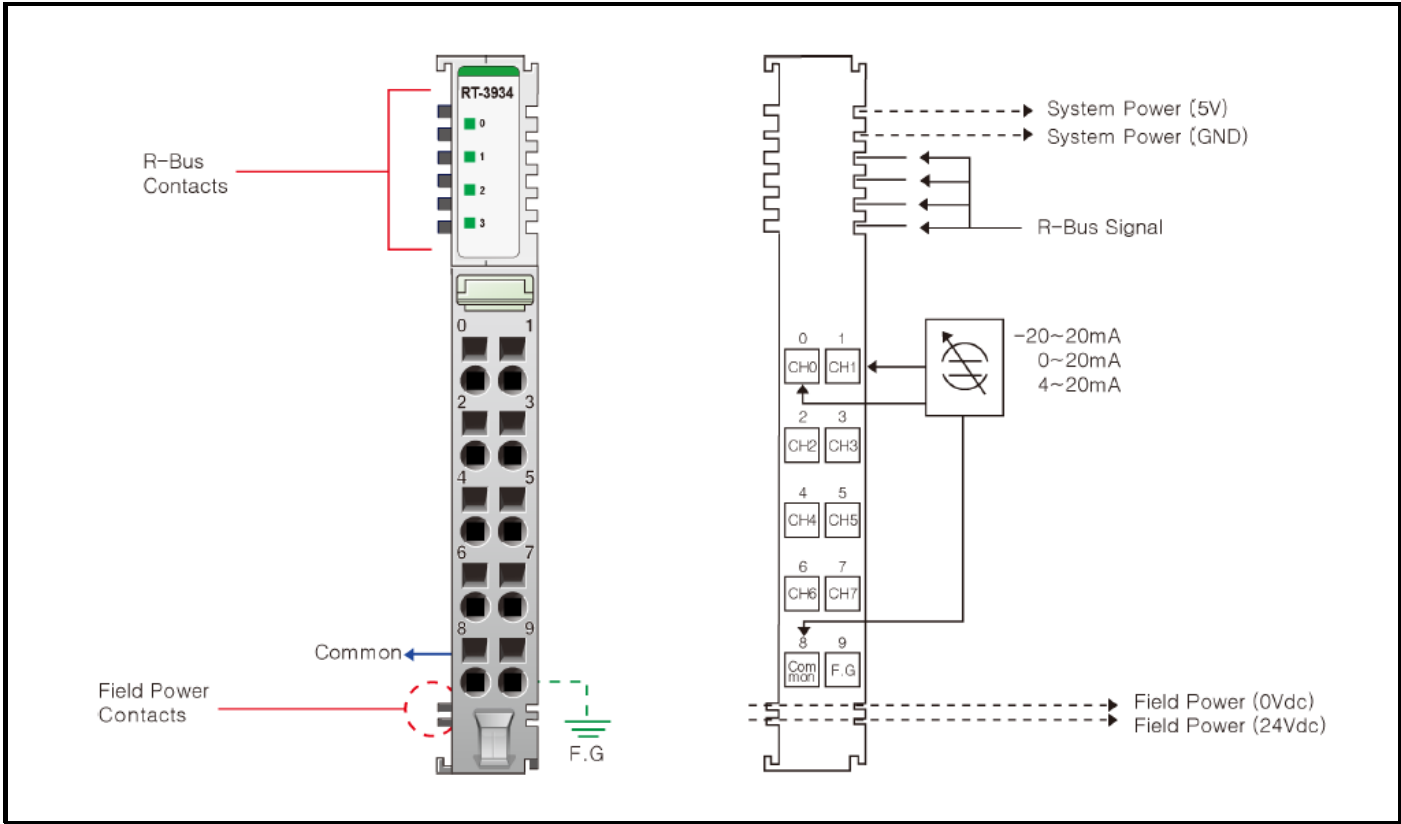 RT-3934
0
1
2
3
R-Bus
Contacts
0 1
2 3
4 5
6 7
8 9
Common
Field Power
Contacts
F.G
System Power (5V)
System Power (GND)
R-Bus Signal
-20~20mA
0~20mA
4~20mA
0 1
CH0 CH1
2 3
CH2 CH3
4 5
CH4 CH5
6 7
CH6 CH7
8 9
Com
mon
F.G
Field Power (0Vdc)
Field Power (24Vdc)